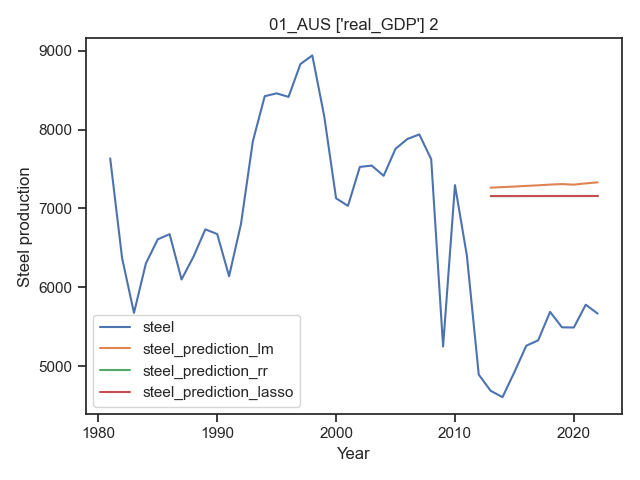 01_AUS ['real_GDP'] 2
9000
8000
7000
6000
5000
Steel production
steel
steel_prediction_lm
steel_prediction_rr
steel_prediction_lasso
1980
1990
2000
2010
2020
Year